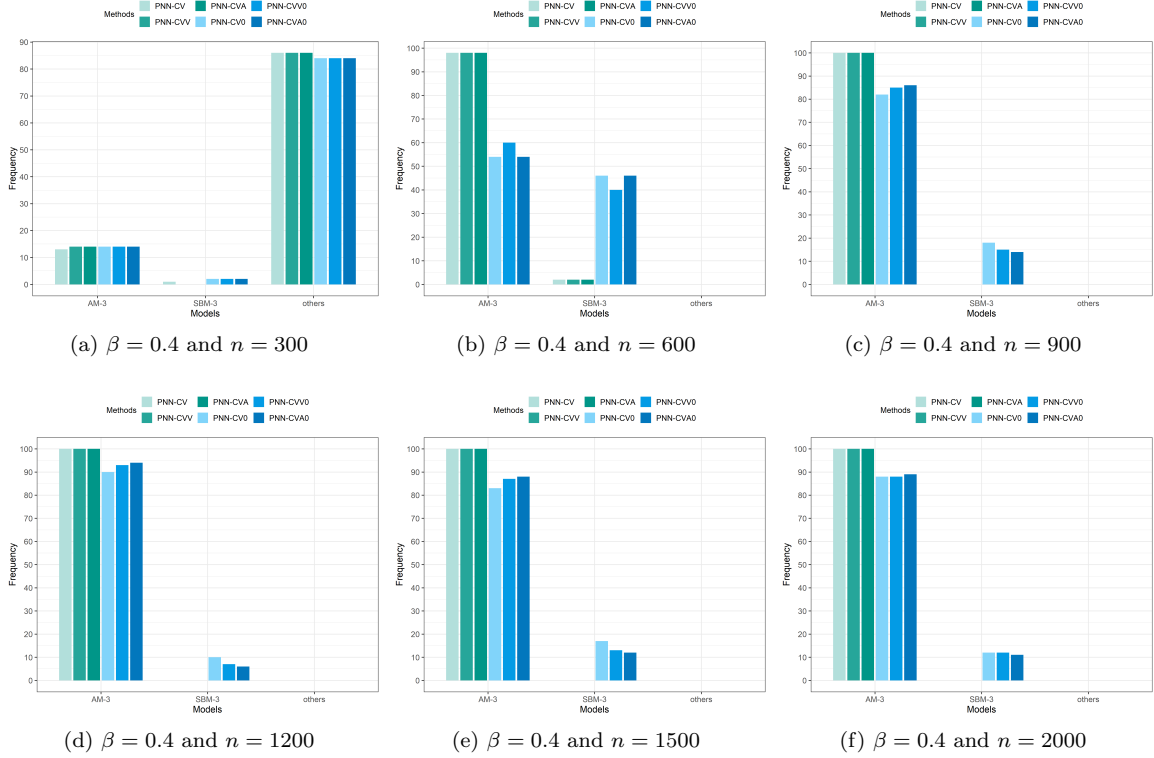 Methods PNN-CV PNN-CVA PNN-CVV0
PNN-CVV PNN-CV0 PNN-CVA0
Frequency
90
80
70
60
50
40
30
20
10
0
AM-3 SBM-3 others
Models
(a) β = 0.4 and n = 300
Methods PNN-CV PNN-CVA PNN-CVV0
PNN-CVV PNN-CV0 PNN-CVA0
Frequency
100
90
80
70
60
50
40
30
20
10
0
AM-3 SBM-3 others
Models
(b) β = 0.4 and n = 600
Methods PNN-CV PNN-CVA PNN-CVV0
PNN-CVV PNN-CV0 PNN-CVA0
Frequency
100
90
80
70
60
50
40
30
20
10
0
AM-3 SBM-3 others
Models
(c) β = 0.4 and n = 900
Methods PNN-CV PNN-CVA PNN-CVV0
PNN-CVV PNN-CV0 PNN-CVA0
Frequency
100
90
80
70
60
50
40
30
20
10
0
AM-3 SBM-3 others
Models
(d) β = 0.4 and n = 1200
Methods PNN-CV PNN-CVA PNN-CVV0
PNN-CVV PNN-CV0 PNN-CVA0
Frequency
100
90
80
70
60
50
40
30
20
10
0
AM-3 SBM-3 others
Models
(e) β = 0.4 and n = 1500
Methods PNN-CV PNN-CVA PNN-CVV0
PNN-CVV PNN-CV0 PNN-CVA0
Frequency
100
90
80
70
60
50
40
30
20
10
0
AM-3 SBM-3 others
Models
(f) β = 0.4 and n = 2000